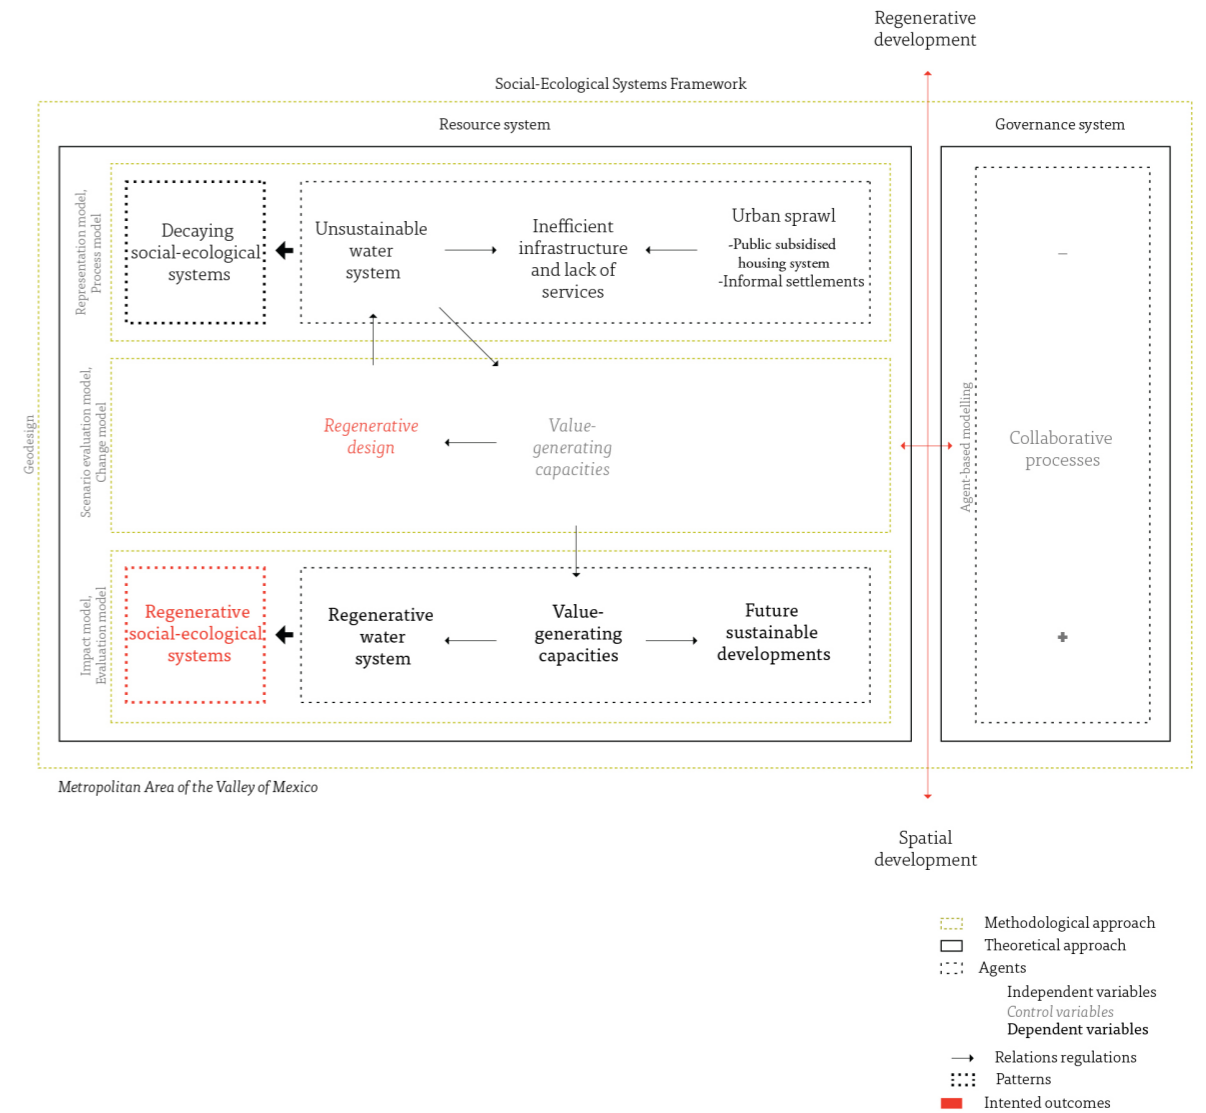 Regenerative
development
Social-Ecological Systems Framework
Resource system
Governance system
Geodesign
Representation model,
Process model
Decaying
social-ecological
systems
Unsustainable
water
system
Inefficient
infrastructure
and lack of
services
Urban sprawl
-Public subsidised
housing system
-Informal settlements
–
Scenario evaluation model,
Change model
Regenerative
design
Value-
generating
capacities
Agent-based modelling
Collaborative
processes
Impact model,
Evaluation model
Regenerative
social-ecological
systems
Regenerative
water
system
Value-
generating
capacities
Future
sustainable
developments
+
Metropolitan Area of the Valley of Mexico
Spatial
development
Methodological approach
Theoretical approach
Agents
Independent variables
Control variables
Dependent variables
Relations regulations
Patterns
Intented outcomes